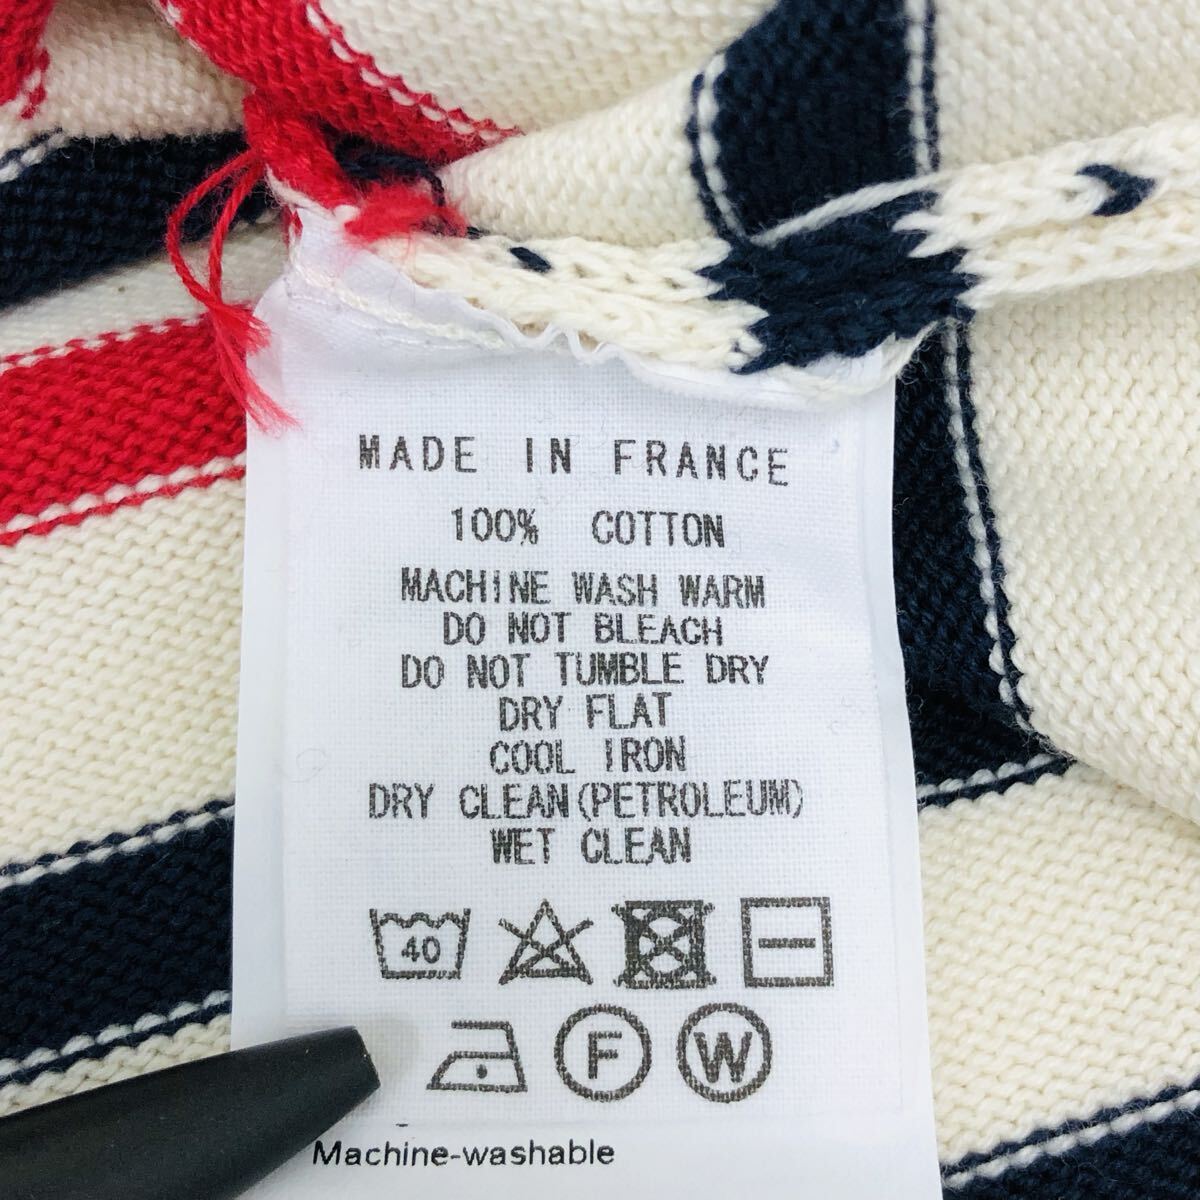 MADE IN FRANCE
100% COTTON
MACHINE WASH WARM
DO NOT BLEACH
DO NOT TUMBLE DRY
DRY FLAT
COOL IRON
DRY CLEAN(PETROLEUM)
WET CLEAN
40
F W
Machine-washable